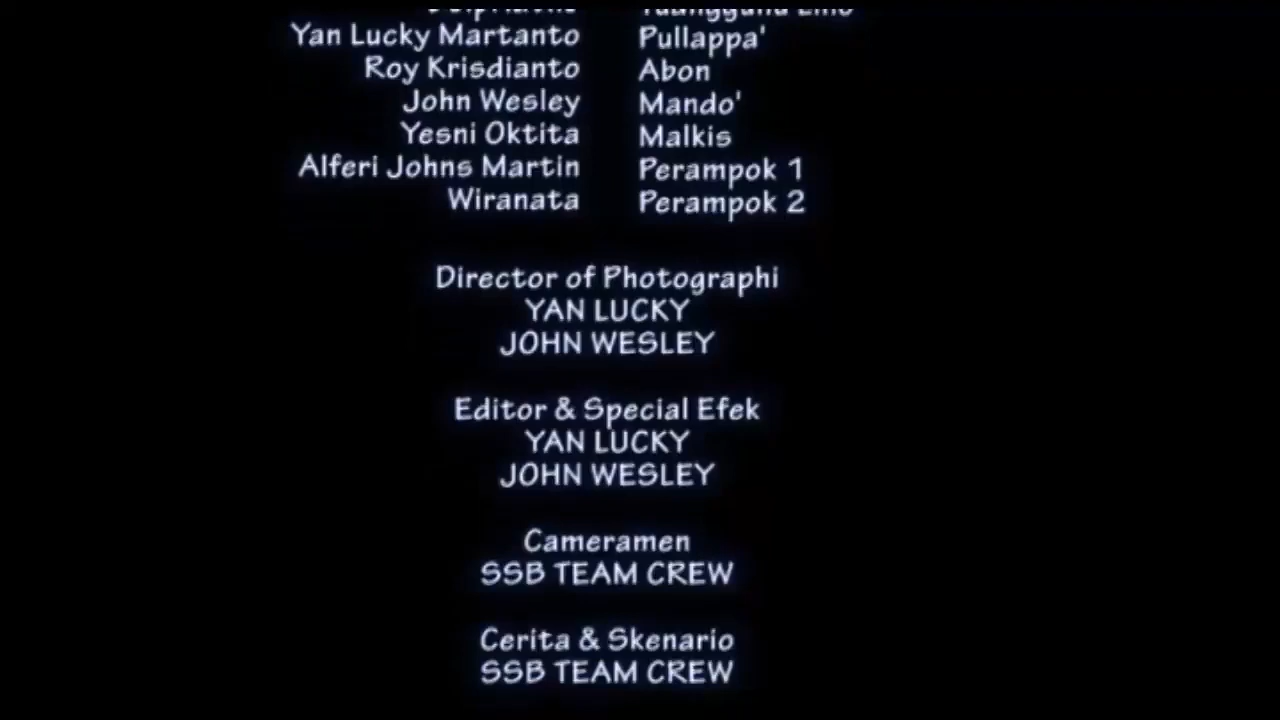 Yan Lucky Martanto Pullappa'
Roy Krisdianto Abon
John Wesley Mando'
Yesni Oktita Malkis
Alferi Johns Martin Perampok 1
Wiranata Perampok 2
Director of Photographi
YAN LUCKY
JOHN WESLEY
Editor & Special Efek
YAN LUCKY
JOHN WESLEY
Cameramen
SSB TEAM CREW
Cerita & Skenario
SSB TEAM CREW